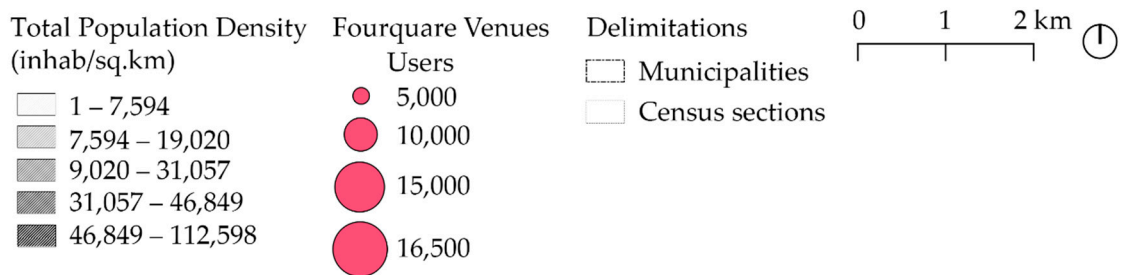 Total Population Density
(inhab/sq.km)
1 – 7,594
7,594 – 19,020
9,020 – 31,057
31,057 – 46,849
46,849 – 112,598
Fourquare Venues
Users
5,000
10,000
15,000
16,500
Delimitations
Municipalities
Census sections
0 1 2 km